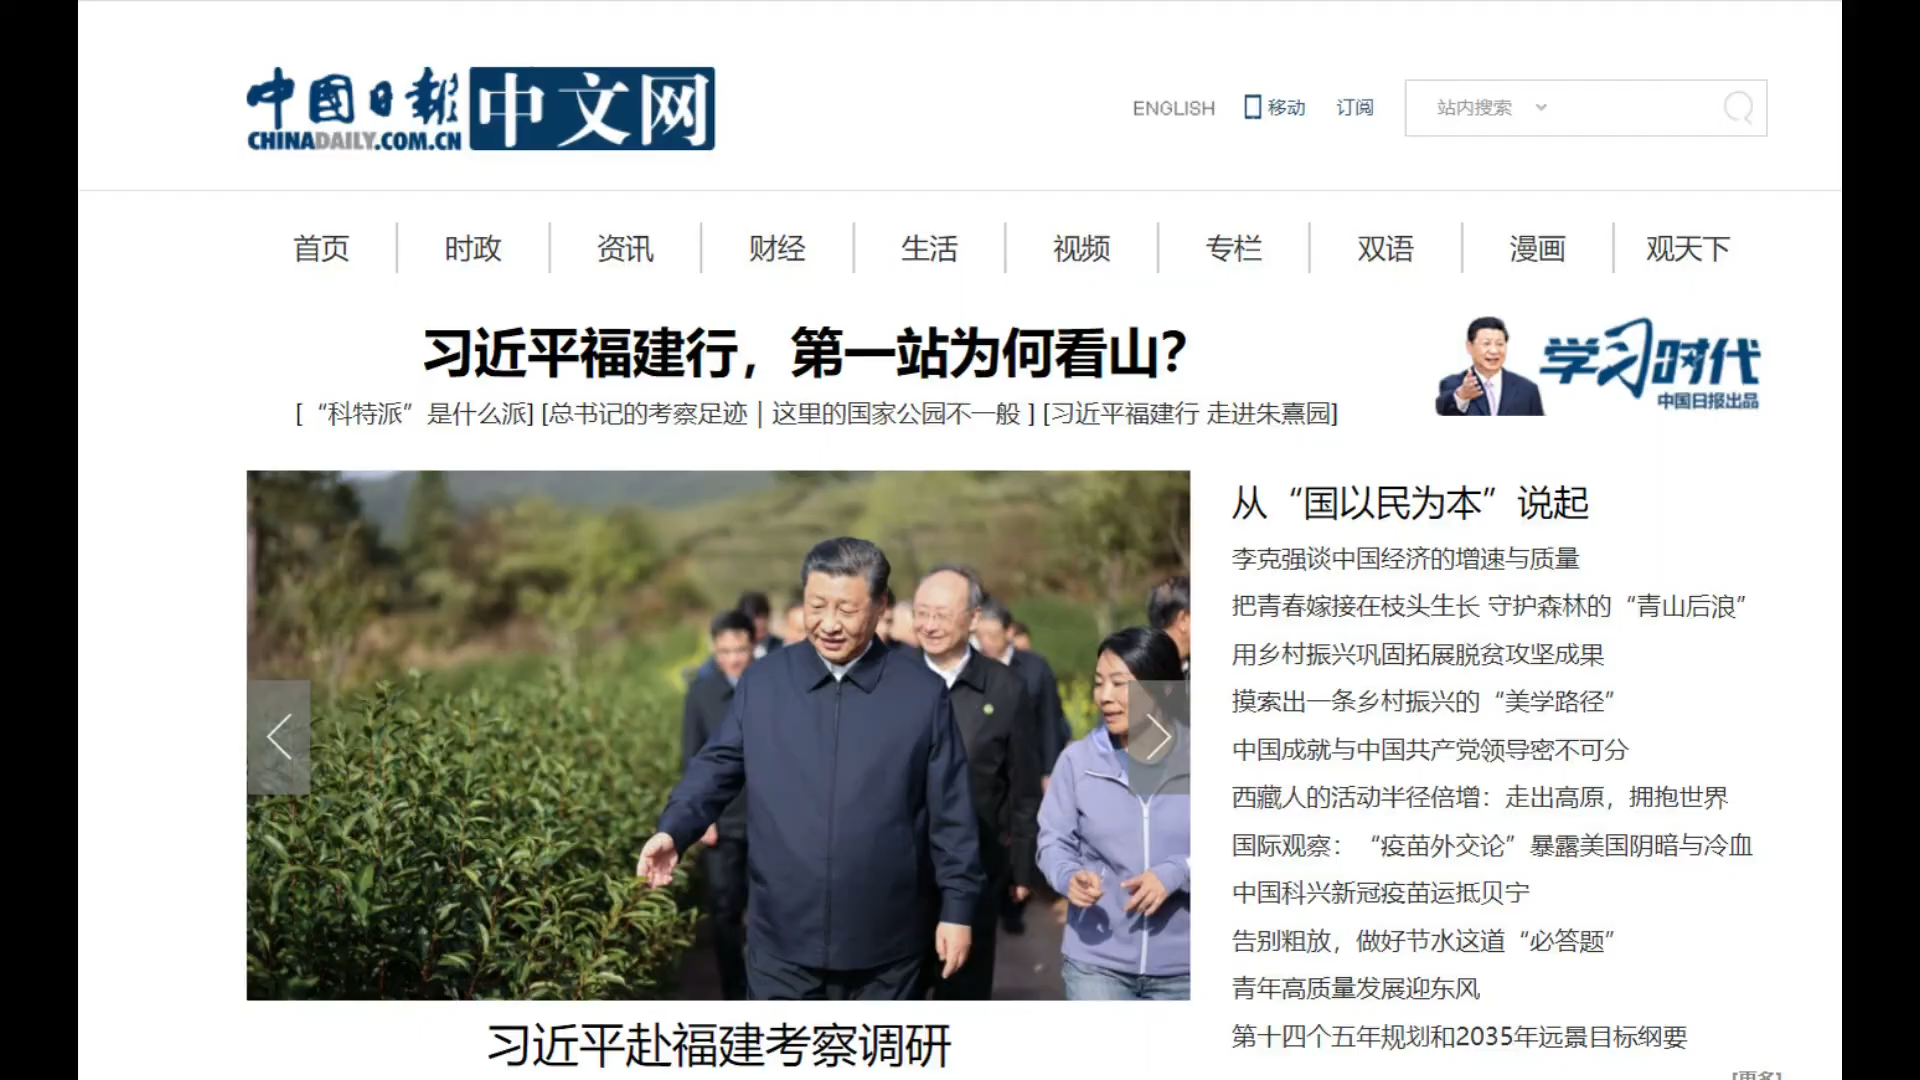 中国日報 中文网
CHINADAILY.COM.CN
ENGLISH 移动 订阅 站内搜索
首页 时政 资讯 财经 生活 视频 专栏 双语 漫画 观天下
习近平福建行，第一站为何看山？
[“科特派”是什么派] [总书记的考察足迹｜这里的国家公园不一般 ] [习近平福建行 走进朱熹园]
学习时代
中国日报出品
从“国以民为本”说起
李克强谈中国经济的增速与质量
把青春嫁接在枝头生长 守护森林的“青山后浪”
用乡村振兴巩固拓展脱贫攻坚成果
摸索出一条乡村振兴的“美学路径”
中国成就与中国共产党领导密不可分
西藏人的活动半径倍增：走出高原，拥抱世界
国际观察：“疫苗外交论”暴露美国阴暗与冷血
中国科兴新冠疫苗运抵贝宁
告别粗放，做好节水这道“必答题”
青年高质量发展迎东风
第十四个五年规划和2035年远景目标纲要
习近平赴福建考察调研